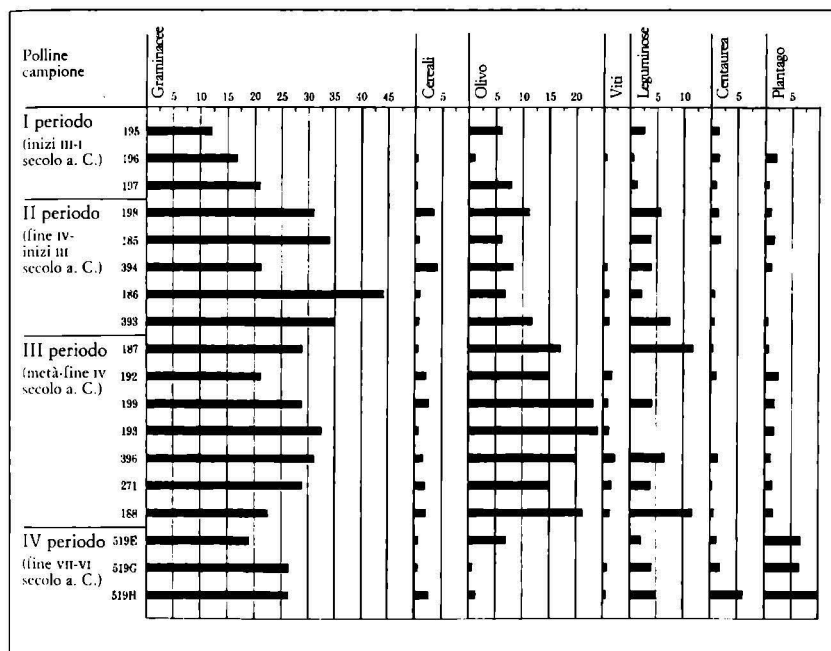 Polline
campione
Graminacee
Cereali
Olivo
Viti
Leguminose
Centaurea
Plantago
5 10 15 20 25 30 35 40 45 5 5 10 15 20 5 10 5 5
I periodo
(inizi III-I
secolo a. C.)
195
196
197
II periodo
(fine IV-
inizi III
secolo a. C.)
198
185
394
186
393
III periodo
(metà-fine IV
secolo a. C.)
187
192
199
193
396
271
188
IV periodo
(fine VII-VI
secolo a. C.)
519E
519G
519H